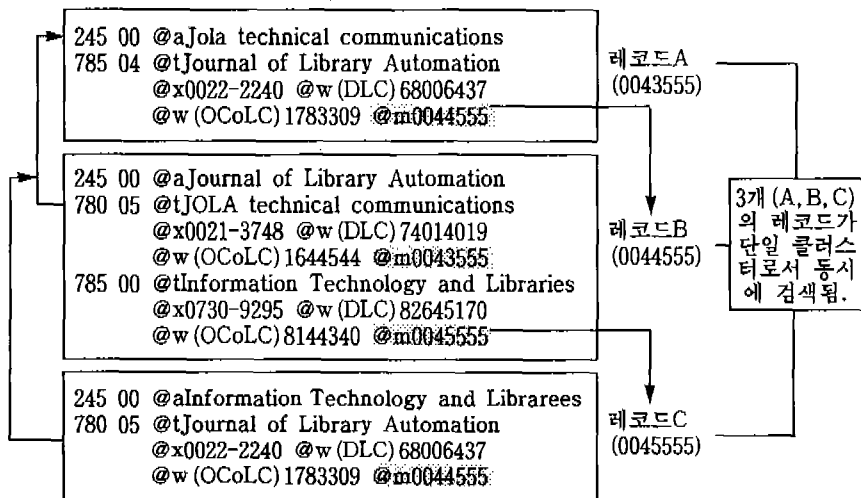 245 00 @aJola technical communications
785 04 @tJournal of Library Automation
@x0022-2240 @w(DLC)68006437
@w(OCoLC)1783309 @m0044555
레코드A
(0043555)
245 00 @aJournal of Library Automation
780 05 @tJOLA technical communications
@x0021-3748 @w(DLC)74014019
@w(OCoLC)1644544 @m0043555
785 00 @tInformation Technology and Libraries
@x0730-9295 @w(DLC)82645170
@w(OCoLC)8144340 @m0045555
레코드B
(0044555)
3개(A,B,C)
의 레코드가
단일 클러스
터로서 동시
에 검색됨.
245 00 @aInformation Technology and Librarees
780 05 @tJournal of Library Automation
@x0022-2240 @w(DLC)68006437
@w(OCoLC)1783309 @m0044555
레코드C
(0045555)